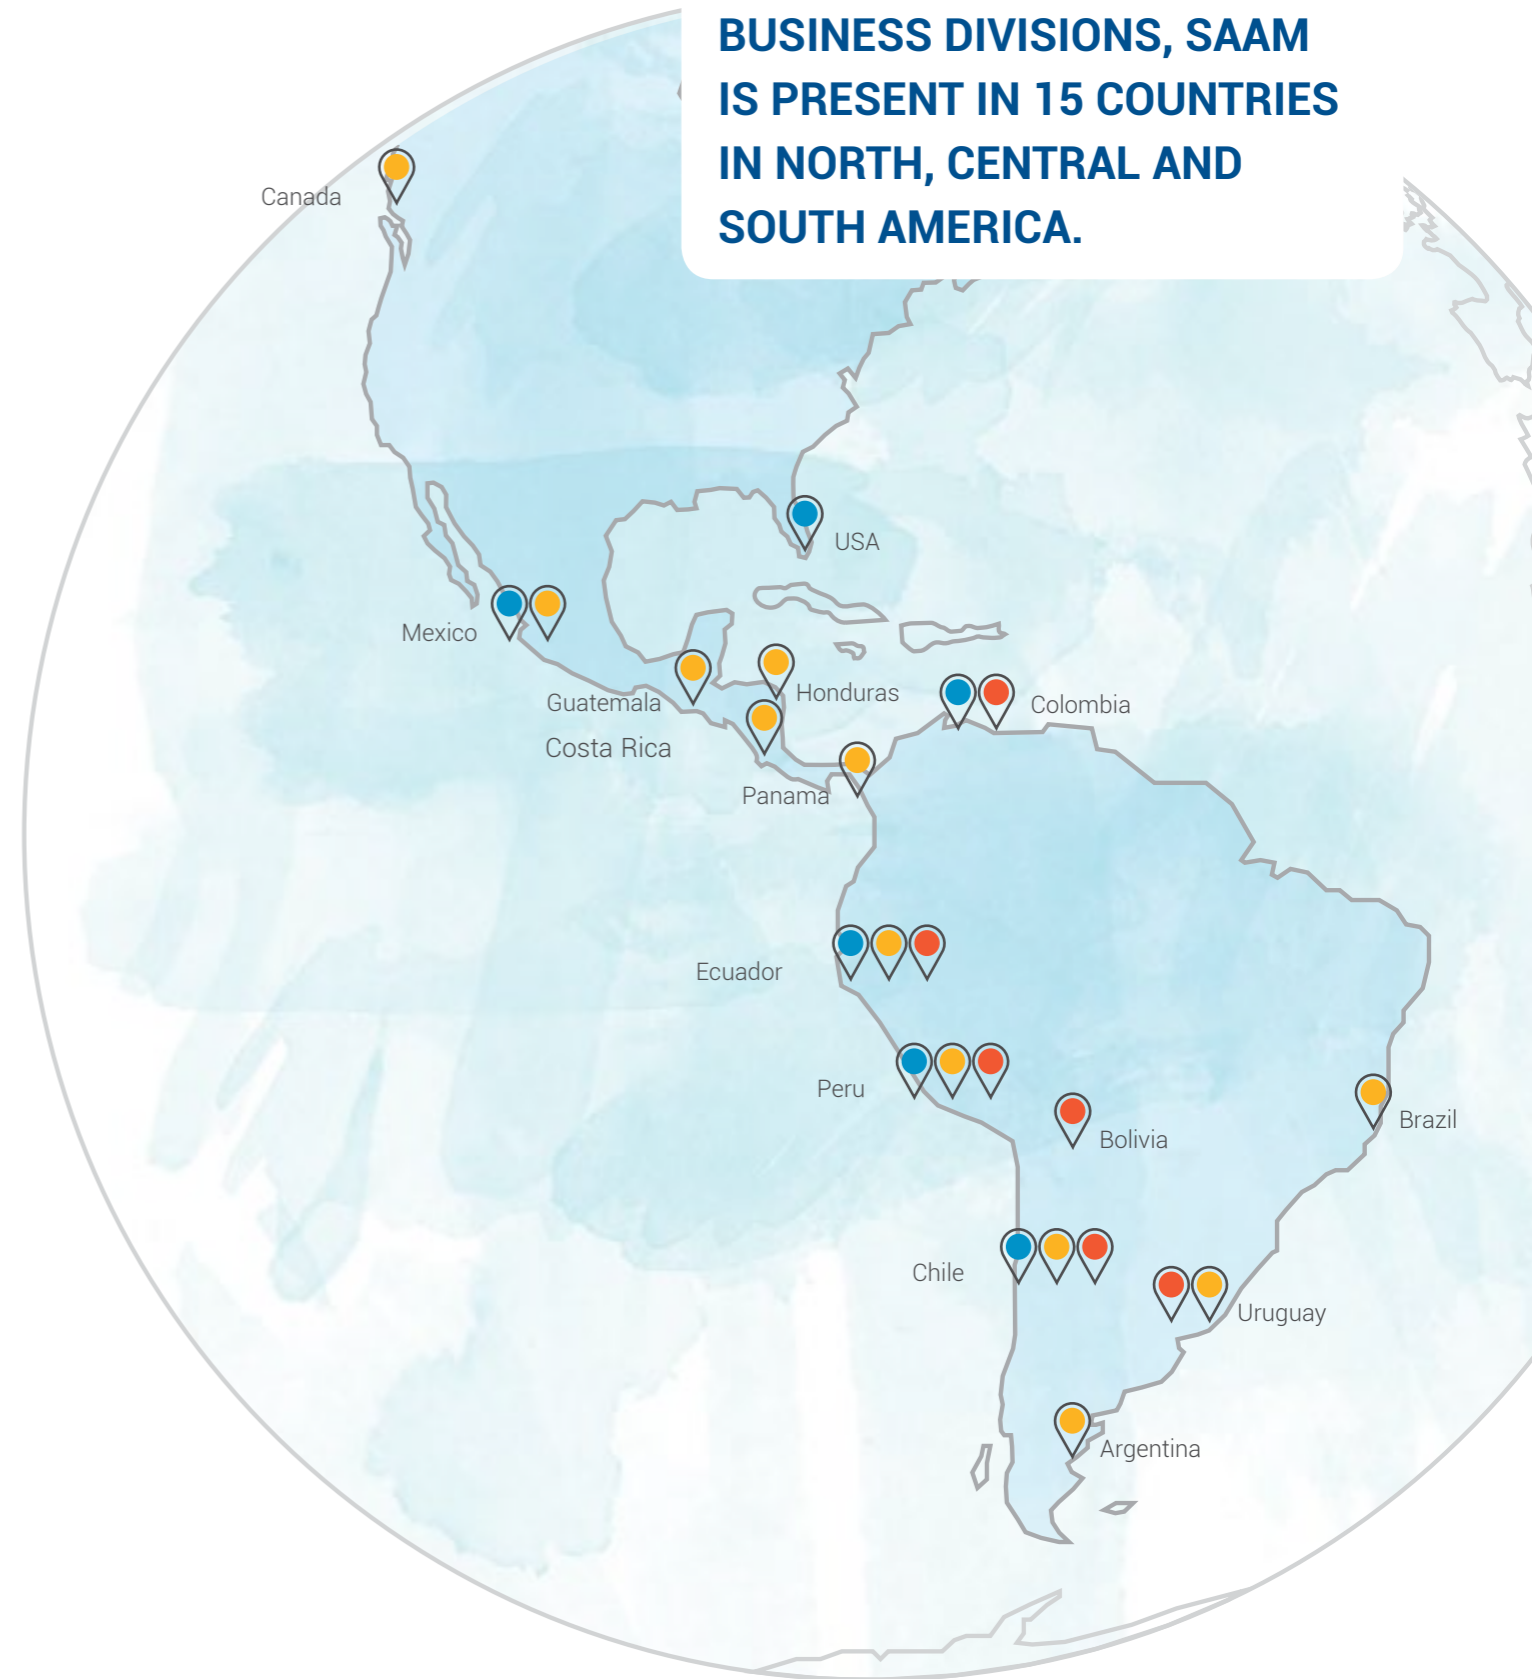 BUSINESS DIVISIONS, SAAM
IS PRESENT IN 15 COUNTRIES
IN NORTH, CENTRAL AND
SOUTH AMERICA.
Canada
USA
Mexico
Guatemala
Honduras
Colombia
Costa Rica
Panama
Ecuador
Peru
Bolivia
Brazil
Chile
Uruguay
Argentina